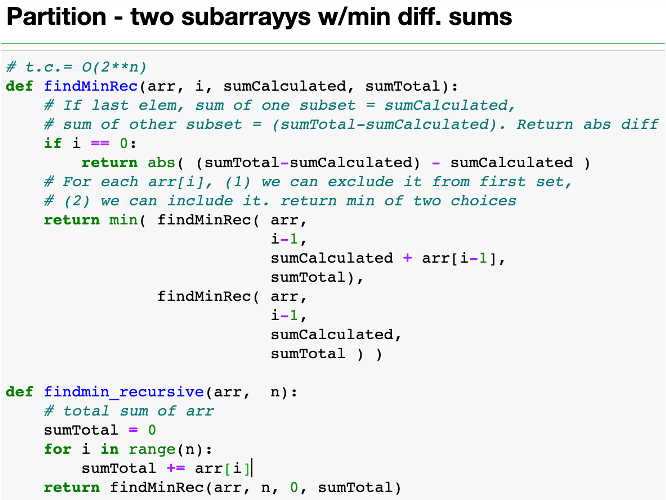 Partition - two subarrayys w/min diff. sums
# t.c.= O(2**n)
def findMinRec(arr, i, sumCalculated, sumTotal):
    # If last elem, sum of one subset = sumCalculated,
    # sum of other subset = (sumTotal-sumCalculated). Return abs diff
    if i == 0:
        return abs( (sumTotal-sumCalculated) - sumCalculated )
    # For each arr[i], (1) we can exclude it from first set,
    # (2) we can include it. return min of two choices
    return min( findMinRec( arr,
                            i-1,
                            sumCalculated + arr[i-1],
                            sumTotal),
                findMinRec( arr,
                            i-1,
                            sumCalculated,
                            sumTotal ) )
def findmin_recursive(arr,  n):
    # total sum of arr
    sumTotal = 0
    for i in range(n):
        sumTotal += arr[i]
    return findMinRec(arr, n, 0, sumTotal)